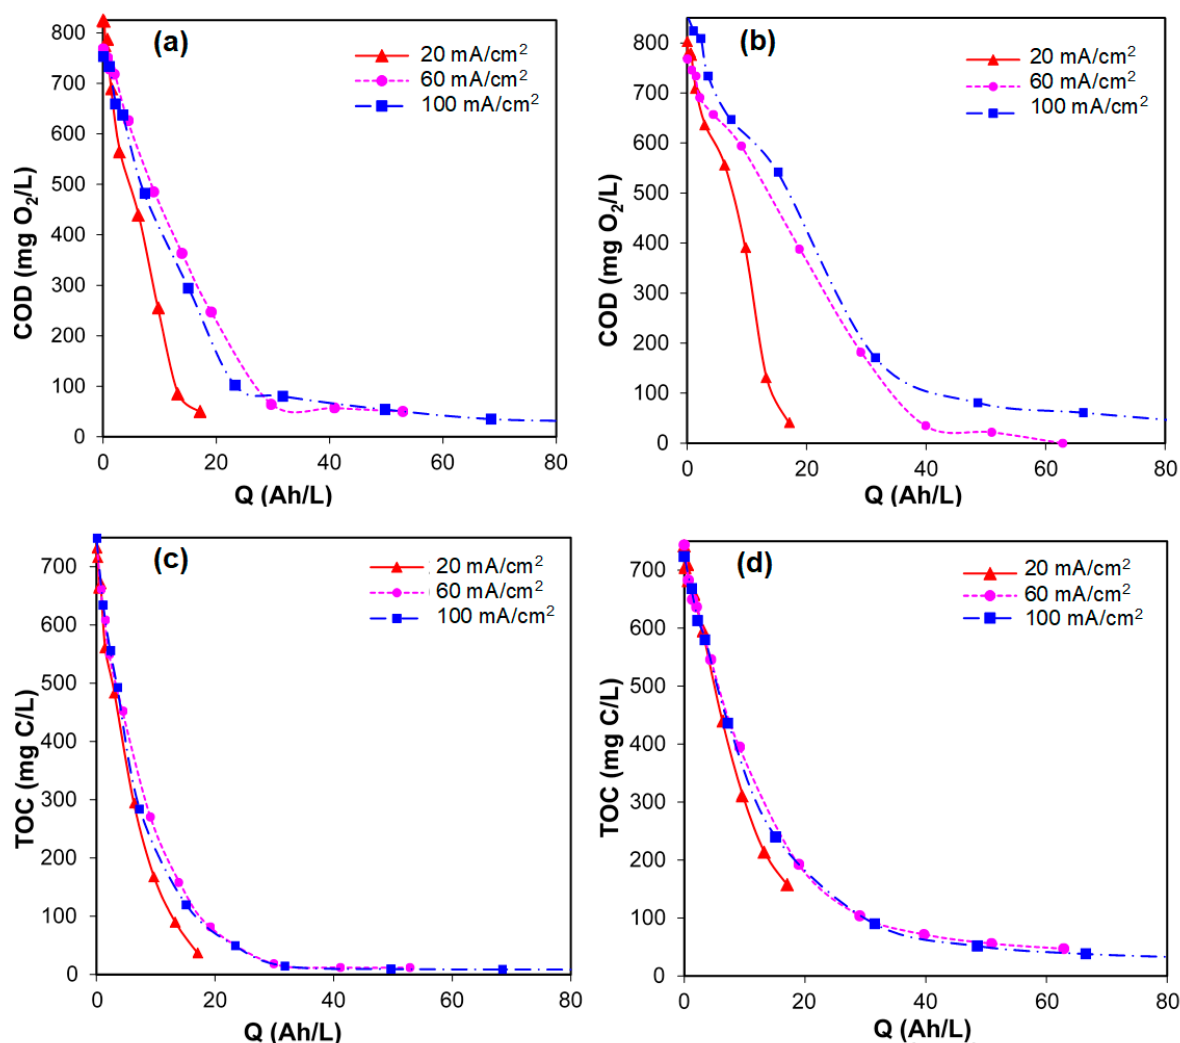 (a)
20 mA/cm²
60 mA/cm²
100 mA/cm²
COD (mg O₂/L)
800
700
600
500
400
300
200
100
0
0 20 40 60 80
Q (Ah/L)
(b)
20 mA/cm²
60 mA/cm²
100 mA/cm²
COD (mg O₂/L)
800
700
600
500
400
300
200
100
0
0 20 40 60 80
Q (Ah/L)
(c)
20 mA/cm²
60 mA/cm²
100 mA/cm²
TOC (mg C/L)
700
600
500
400
300
200
100
0
0 20 40 60 80
Q (Ah/L)
(d)
20 mA/cm²
60 mA/cm²
100 mA/cm²
TOC (mg C/L)
700
600
500
400
300
200
100
0
0 20 40 60 80
Q (Ah/L)